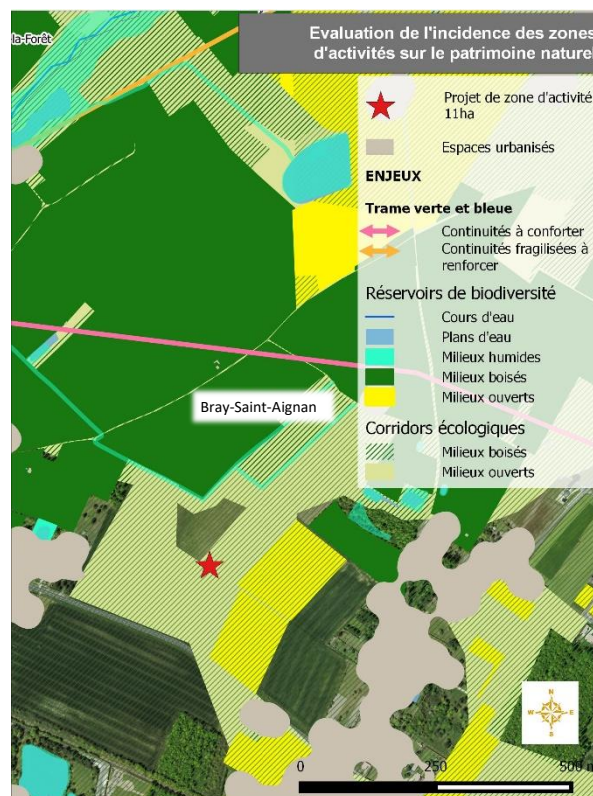 la-Forêt
Evaluation de l'incidence des zones
d'activités sur le patrimoine naturel
Projet de zone d'activité
11ha
Espaces urbanisés
ENJEUX
Trame verte et bleue
Continuités à conforter
Continuités fragilisées à
renforcer
Réservoirs de biodiversité
Cours d'eau
Plans d'eau
Milieux humides
Milieux boisés
Milieux ouverts
Corridors écologiques
Milieux boisés
Milieux ouverts
Bray-Saint-Aignan
N
W E
S
0 250 500 m